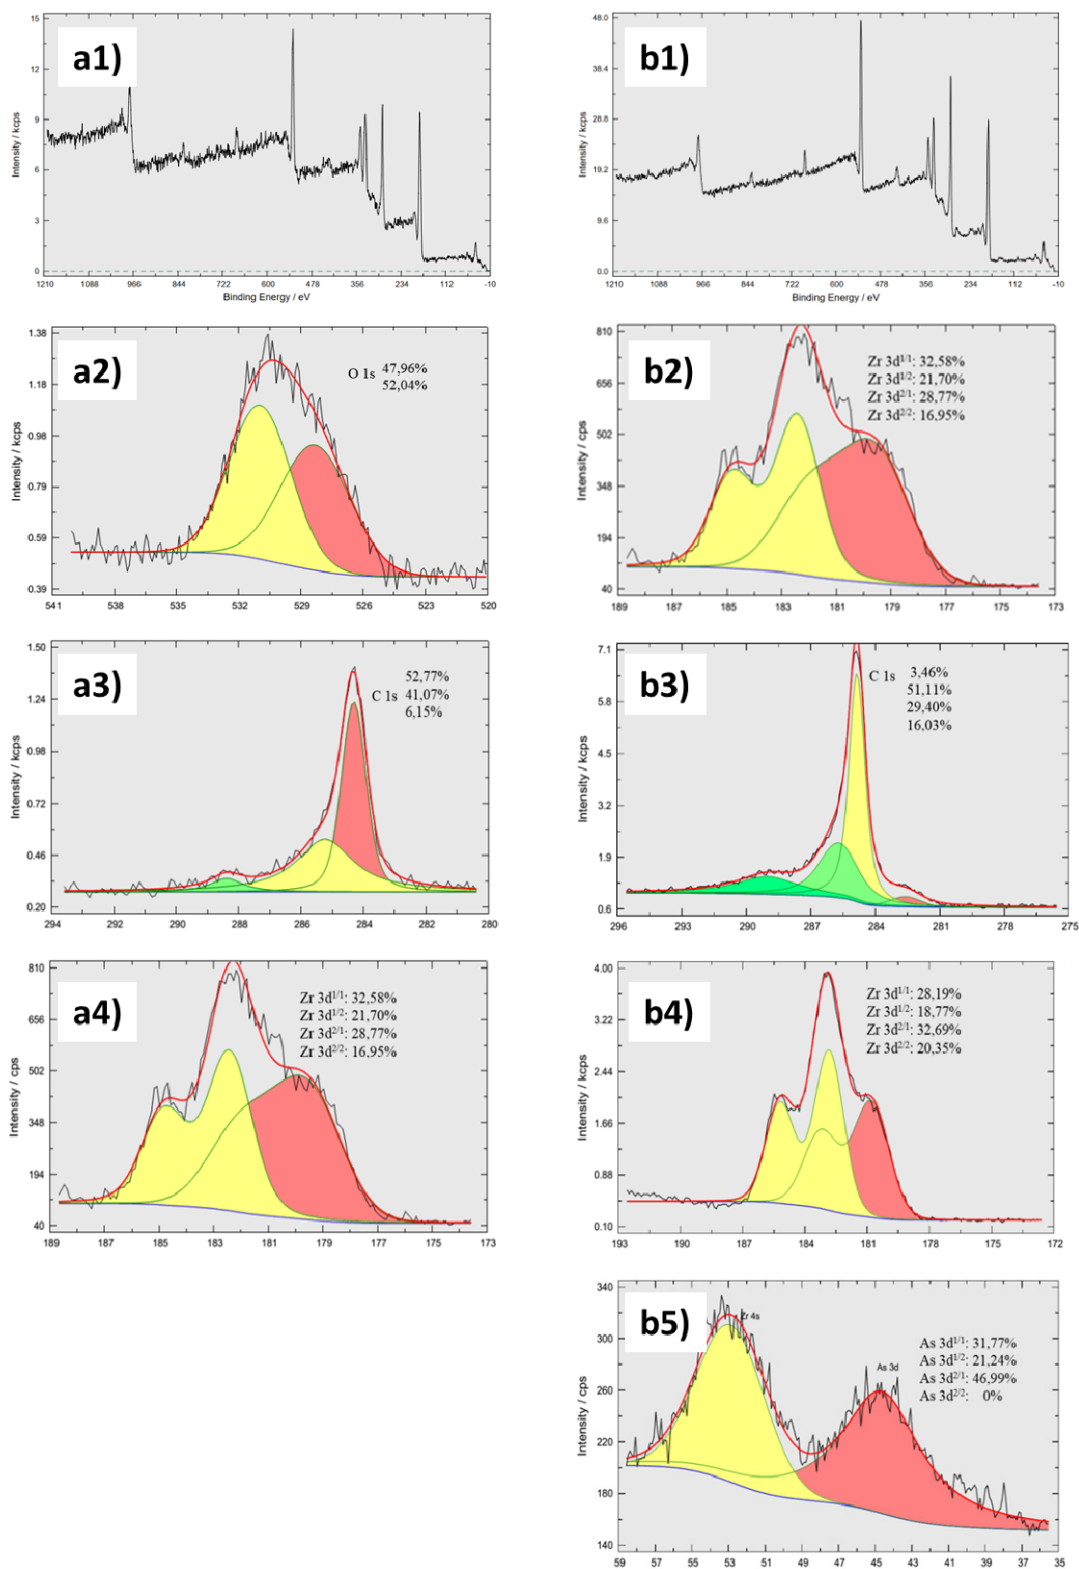 a1)
15
12
9
6
3
0
Intensity / kcps
1210 1088 966 844 722 600 478 356 234 112 -10
Binding Energy / eV
b1)
48.0
38.4
28.8
19.2
9.6
0.0
Intensity / kcps
1210 1088 966 844 722 600 478 356 234 112 -10
Binding Energy / eV
a2)
O 1s 47,96%
52,04%
1.38
1.18
0.98
0.79
0.59
0.39
Intensity / kcps
541 538 535 532 529 526 523 520
b2)
Zr 3d1/1: 32,58%
Zr 3d1/2: 21,70%
Zr 3d2/1: 28,77%
Zr 3d2/2: 16,95%
810
656
502
348
194
40
Intensity / kcps
189 187 185 183 181 179 177 175 173
a3)
52,77%
C 1s 41,07%
6,15%
1.50
1.24
0.98
0.72
0.46
0.20
Intensity / kcps
294 292 290 288 286 284 282 280
b3)
C 1s 3,46%
51,11%
29,40%
16,03%
7.1
5.8
4.5
3.2
1.9
0.6
Intensity / kcps
296 293 290 287 284 281 278 275
a4)
Zr 3d1/1: 32,58%
Zr 3d1/2: 21,70%
Zr 3d2/1: 28,77%
Zr 3d2/2: 16,95%
810
656
502
348
194
40
Intensity / cps
189 187 185 183 181 179 177 175 173
b4)
Zr 3d1/1: 28,19%
Zr 3d1/2: 18,77%
Zr 3d2/1: 32,69%
Zr 3d2/2: 20,35%
4.00
3.22
2.44
1.66
0.88
0.10
Intensity / kcps
193 190 187 184 181 178 175 172
b5)
Zr 4s
As 3d
As 3d1/1: 31,77%
As 3d1/2: 21,24%
As 3d2/1: 46,99%
As 3d2/2: 0%
340
300
260
220
180
140
Intensity / cps
59 57 55 53 51 49 47 45 43 41 39 37 35